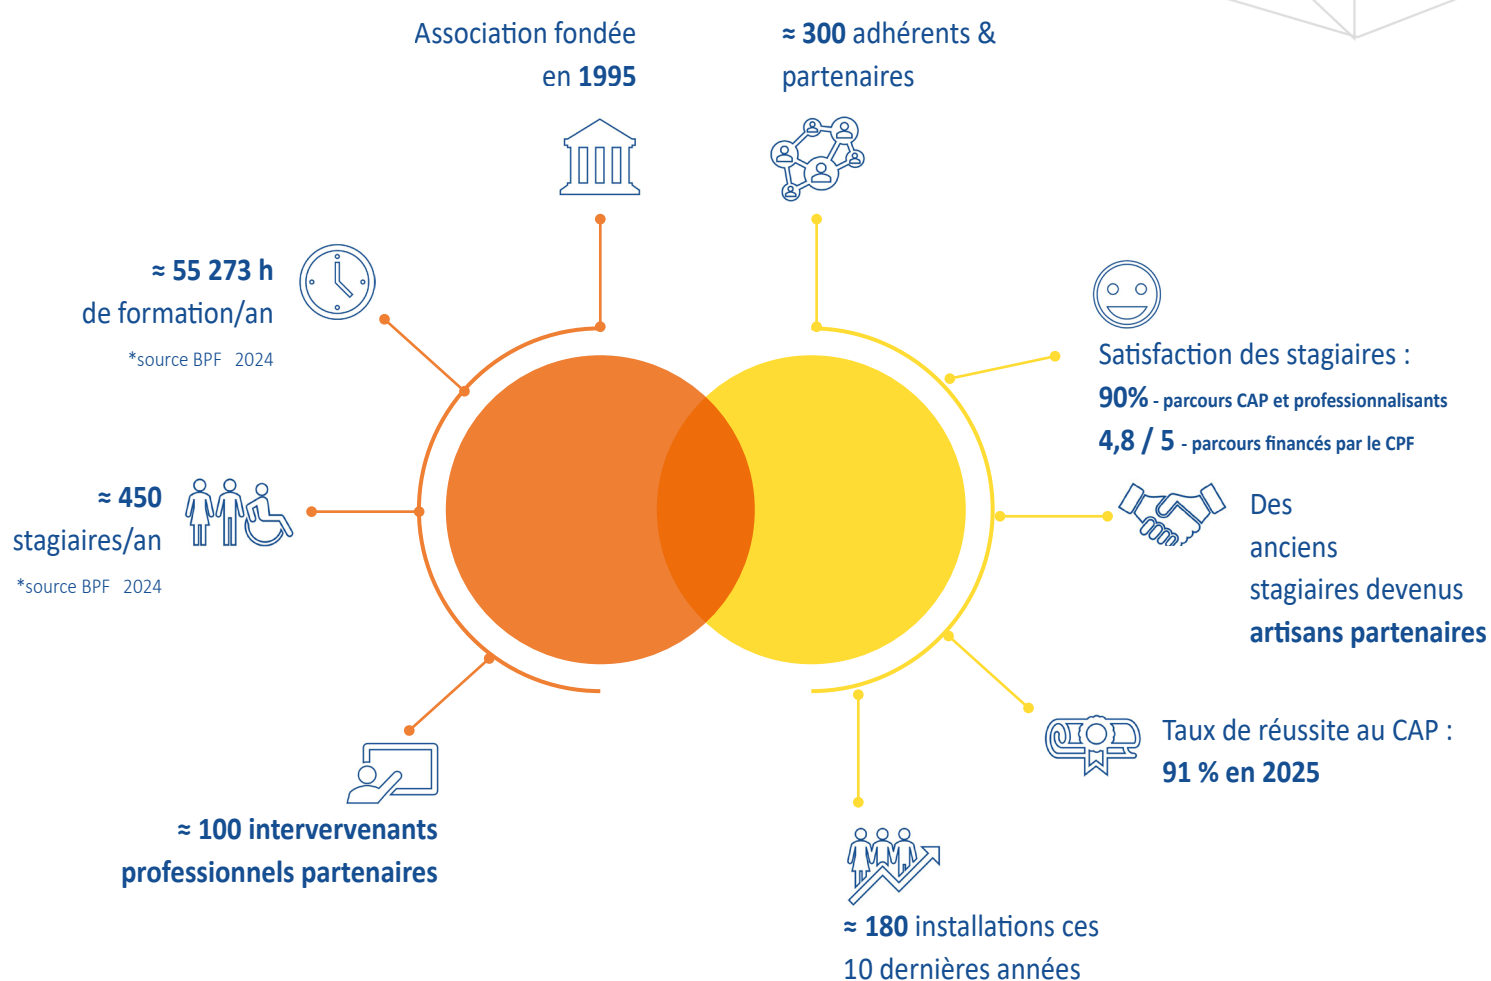 Association fondée
en 1995
≈ 300 adhérents &
partenaires
≈ 55 273 h
de formation/an
*source BPF 2024
≈ 450
stagiaires/an
*source BPF 2024
≈ 100 intervervenants
professionnels partenaires
Satisfaction des stagiaires :
90% - parcours CAP et professionnalisants
4,8 / 5 - parcours financés par le CPF
Des
anciens
stagiaires devenus
artisans partenaires
Taux de réussite au CAP :
91 % en 2025
≈ 180 installations ces
10 dernières années